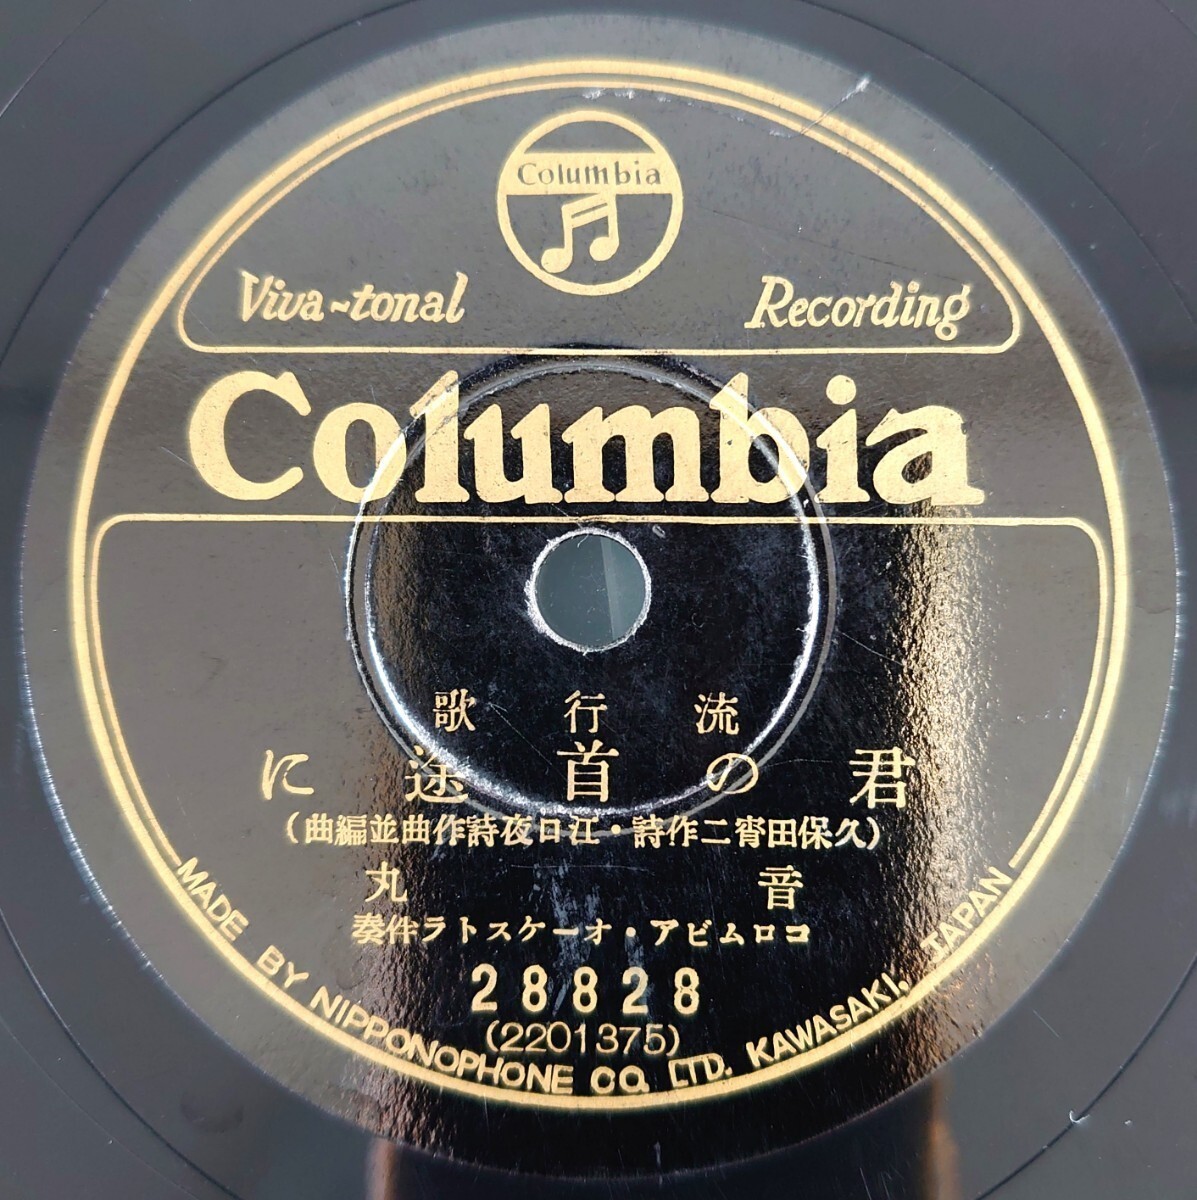 Columbia
Viva-tonal Recording
Columbia
流行歌
君の首途に
(久保田宵二作詩・江口夜詩作曲並編曲)
音丸
コロムビア・オーケストラ伴奏
28828
(2201375)
MADE BY NIPPONOPHONE CO. LTD. KAWASAKI, JAPAN